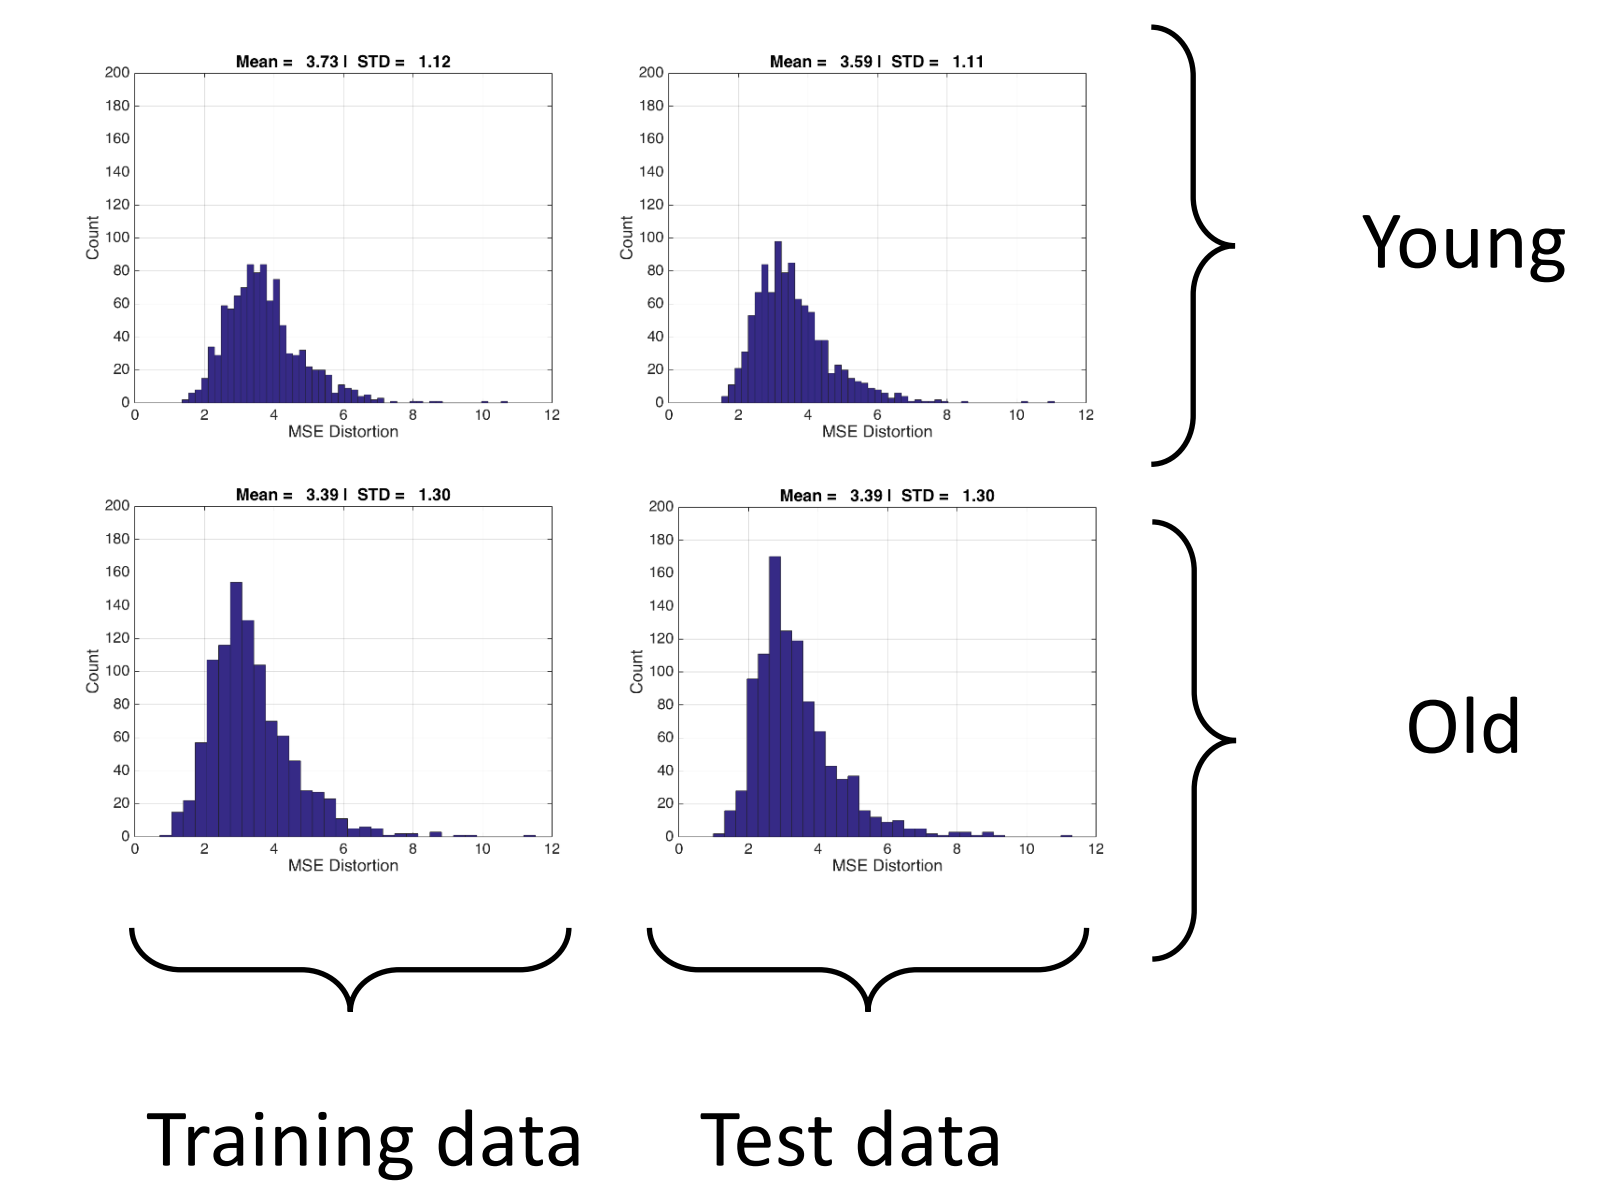 Mean = 3.73 | STD = 1.12
200
180
160
140
120
100
80
60
40
20
0
Count
0 2 4 6 8 10 12
MSE Distortion
Mean = 3.59 | STD = 1.11
200
180
160
140
120
100
80
60
40
20
0
Count
0 2 4 6 8 10 12
MSE Distortion
Young
Mean = 3.39 | STD = 1.30
200
180
160
140
120
100
80
60
40
20
0
Count
0 2 4 6 8 10 12
MSE Distortion
Mean = 3.39 | STD = 1.30
200
180
160
140
120
100
80
60
40
20
0
Count
0 2 4 6 8 10 12
MSE Distortion
Old
Training data
Test data